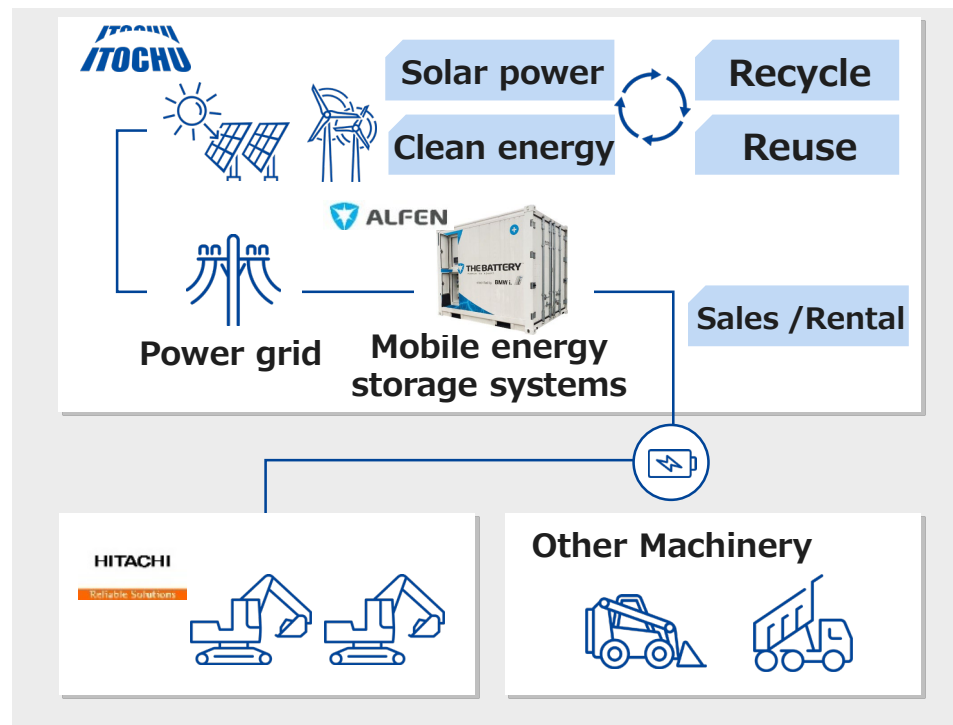 ITOCHU
Solar power
Recycle
Clean energy
Reuse
ALFEN
THE BATTERY
BMW i.
Sales /Rental
Power grid
Mobile energy
storage systems
HITACHI
Reliable Solutions
Other Machinery